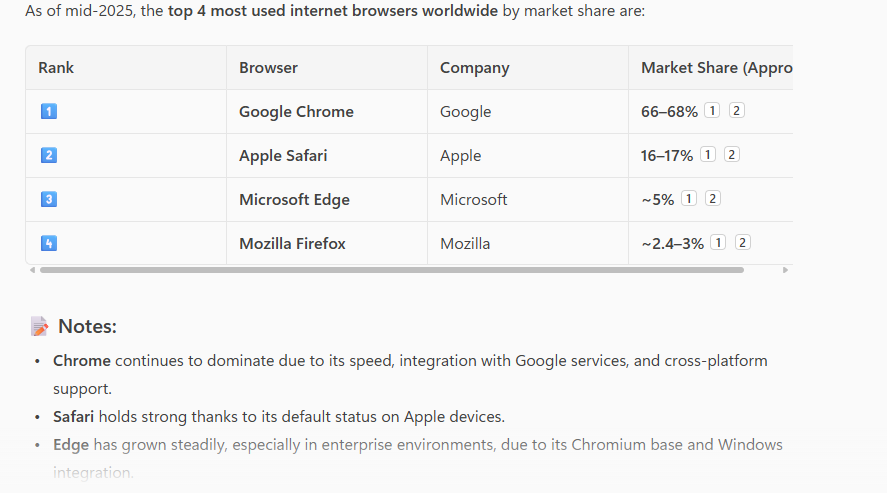 As of mid-2025, the top 4 most used internet browsers worldwide by market share are:
Rank Browser Company Market Share (Appro
1 Google Chrome Google 66–68% 1 2
2 Apple Safari Apple 16–17% 1 2
3 Microsoft Edge Microsoft ~5% 1 2
4 Mozilla Firefox Mozilla ~2.4–3% 1 2
Notes:
• Chrome continues to dominate due to its speed, integration with Google services, and cross-platform
support.
• Safari holds strong thanks to its default status on Apple devices.
• Edge has grown steadily, especially in enterprise environments, due to its Chromium base and Windows
integration.